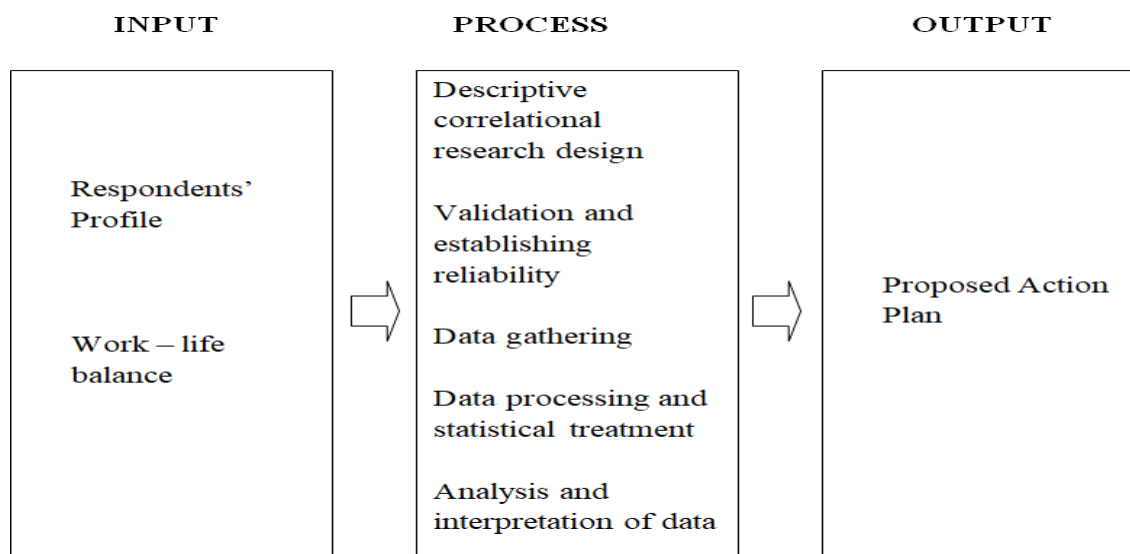 INPUT
PROCESS
OUTPUT
Respondents’
Profile
Work – life
balance
Descriptive
correlational
research design
Validation and
establishing
reliability
Data gathering
Data processing and
statistical treatment
Analysis and
interpretation of data
Proposed Action
Plan